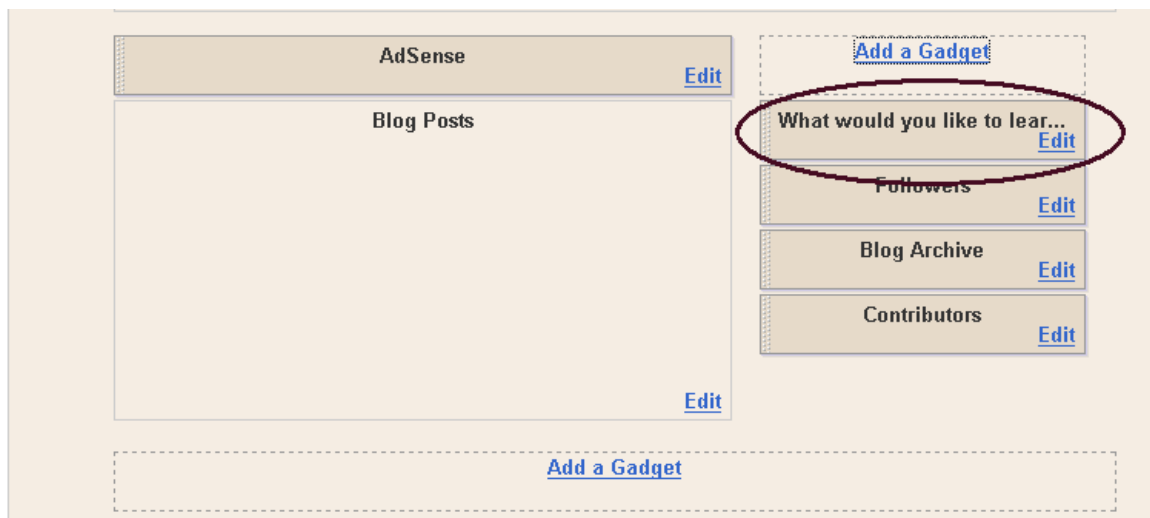 AdSense
Edit
Blog Posts
Edit
Add a Gadget
What would you like to lear...
Edit
Followers
Edit
Blog Archive
Edit
Contributors
Edit
Add a Gadget